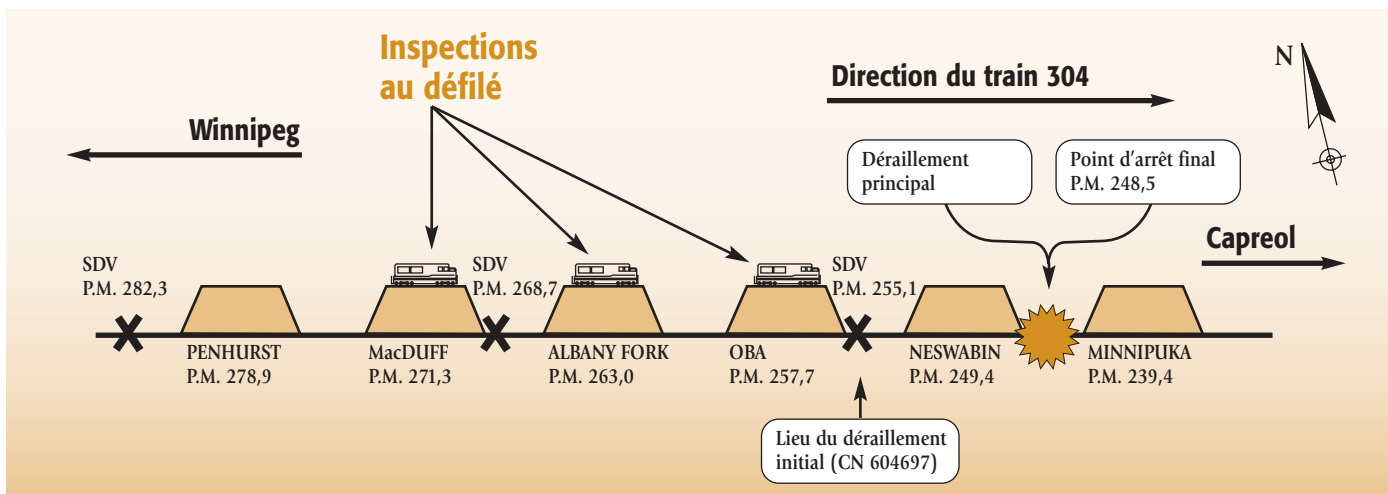 Inspections
au défilé
Direction du train 304
N
Winnipeg
Déraillement
principal
Point d'arrêt final
P.M. 248,5
Capreol
SDV
P.M. 282,3
SDV
P.M. 268,7
SDV
P.M. 255,1
PENHURST
P.M. 278,9
MacDUFF
P.M. 271,3
ALBANY FORK
P.M. 263,0
OBA
P.M. 257,7
NESWABIN
P.M. 249,4
MINNIPUKA
P.M. 239,4
Lieu du déraillement
initial (CN 604697)